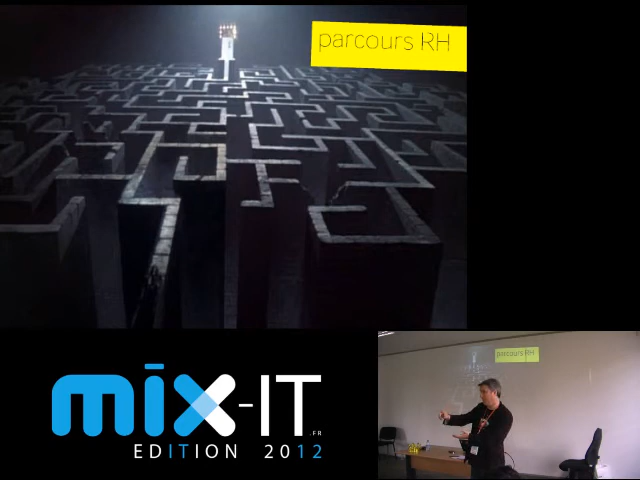 parcours RH
mix-IT
.FR
EDITION 2012
parcours RH